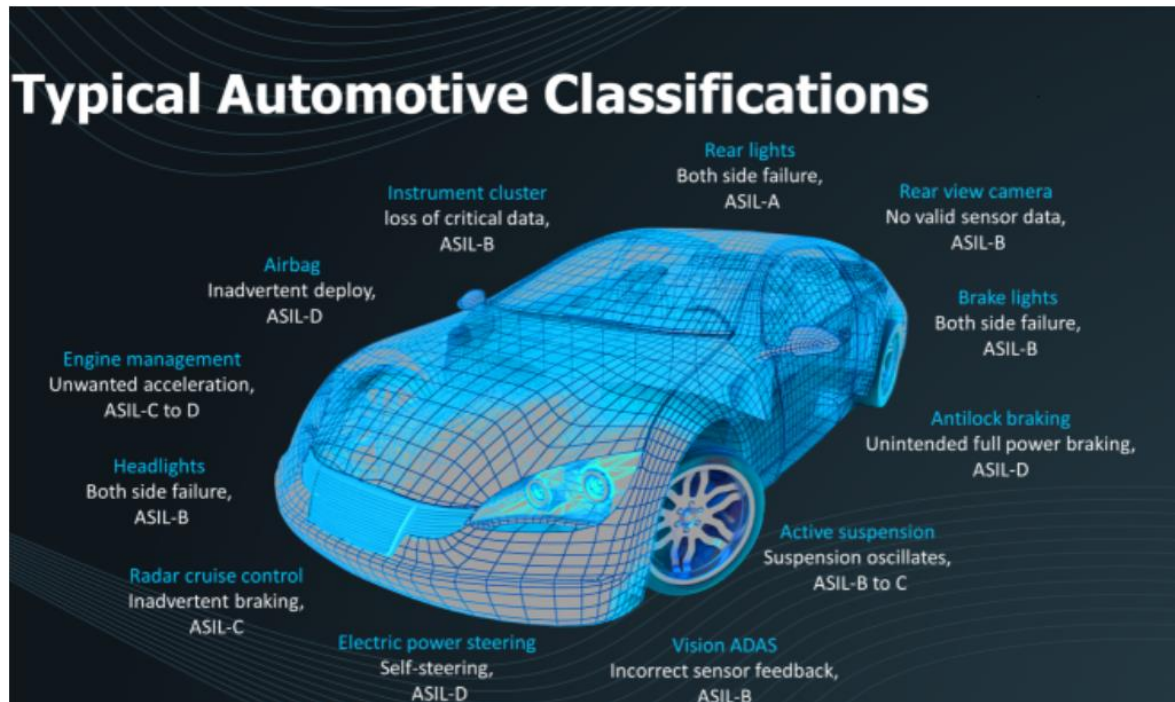 Typical Automotive Classifications
Rear lights
Both side failure,
ASIL-A
Instrument cluster
loss of critical data,
ASIL-B
Rear view camera
No valid sensor data,
ASIL-B
Airbag
Inadvertent deploy,
ASIL-D
Brake lights
Both side failure,
ASIL-B
Engine management
Unwanted acceleration,
ASIL-C to D
Antilock braking
Unintended full power braking,
ASIL-D
Headlights
Both side failure,
ASIL-B
Active suspension
Suspension oscillates,
ASIL-B to C
Radar cruise control
Inadvertent braking,
ASIL-C
Electric power steering
Self-steering,
ASIL-D
Vision ADAS
Incorrect sensor feedback,
ASIL-B